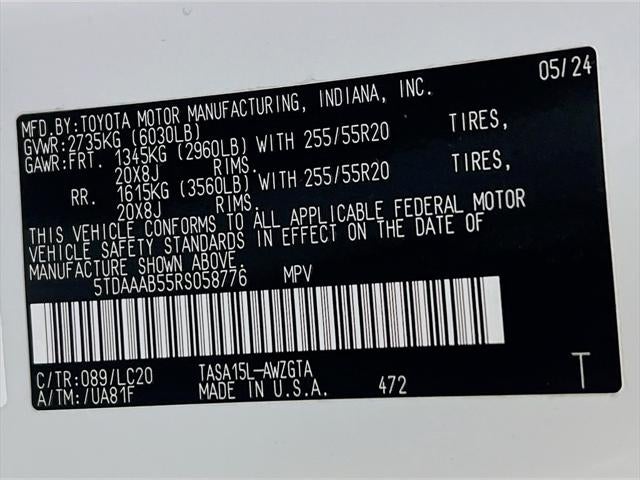 05/24
MFD.BY:TOYOTA MOTOR MANUFACTURING, INDIANA, INC.
GVWR:2735KG (6030LB)
GAWR:FRT. 1345KG (2960LB) WITH 255/55R20 TIRES,
20X8J RIMS.
RR. 1615KG (3560LB) WITH 255/55R20 TIRES,
20X8J RIMS.
THIS VEHICLE CONFORMS TO ALL APPLICABLE FEDERAL MOTOR
VEHICLE SAFETY STANDARDS IN EFFECT ON THE DATE OF
MANUFACTURE SHOWN ABOVE.
5TDAAAB55RS058776 MPV
C/TR:089/LC20 TASA15L-AWZGTA
A/TM:/UA81F MADE IN U.S.A. 472 T